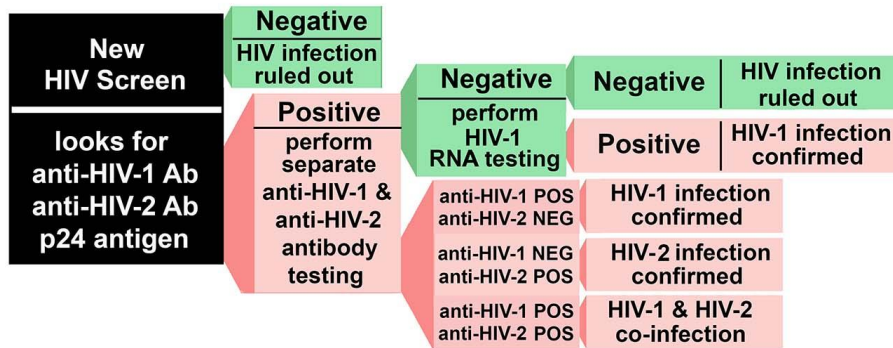 New
HIV Screen
looks for
anti-HIV-1 Ab
anti-HIV-2 Ab
p24 antigen
Negative
HIV infection
ruled out
Positive
perform
separate
anti-HIV-1 &
anti-HIV-2
antibody
testing
Negative
perform
HIV-1
RNA testing
Negative
HIV infection
ruled out
Positive
HIV-1 infection
confirmed
anti-HIV-1 POS
anti-HIV-2 NEG
HIV-1 infection
confirmed
anti-HIV-1 NEG
anti-HIV-2 POS
HIV-2 infection
confirmed
anti-HIV-1 POS
anti-HIV-2 POS
HIV-1 & HIV-2
co-infection